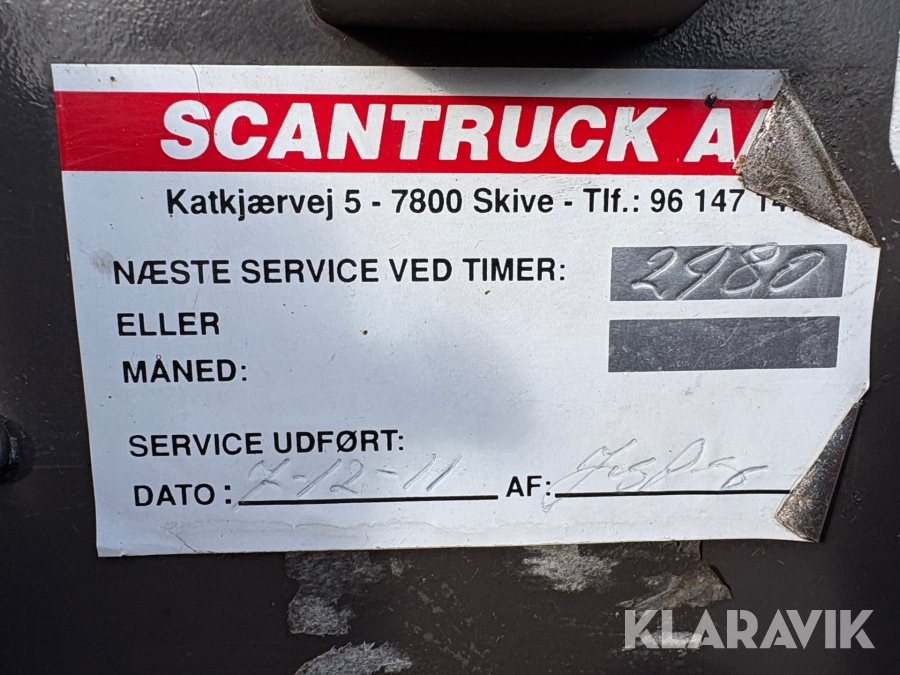 SCANTRUCK A
Katkjærvej 5 - 7800 Skive - Tlf.: 96 147 14
NÆSTE SERVICE VED TIMER: 2980
ELLER
MÅNED:
SERVICE UDFØRT:
DATO: 7-12-11 AF:
KLARAVIK